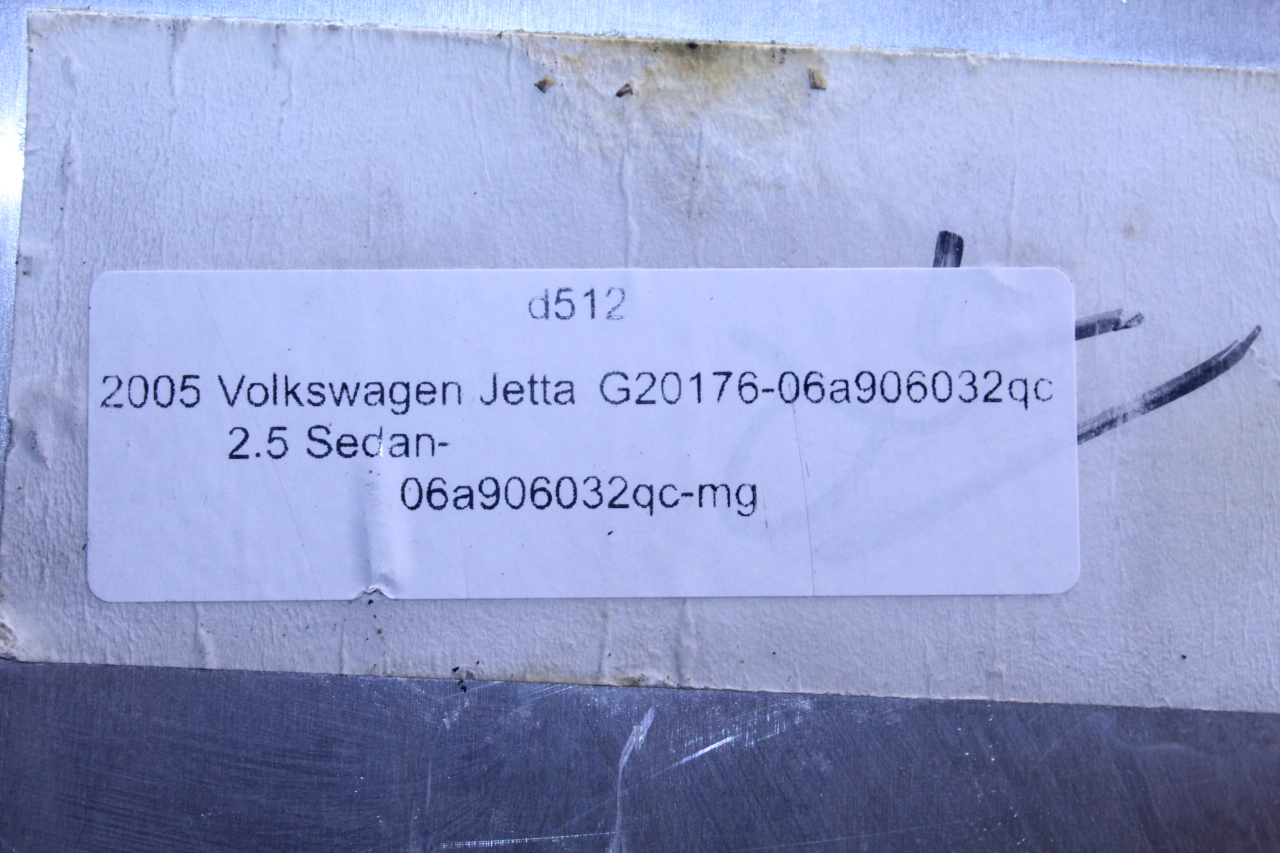 d512
2005 Volkswagen Jetta G20176-06a906032qc
2.5 Sedan-
06a906032qc-mg